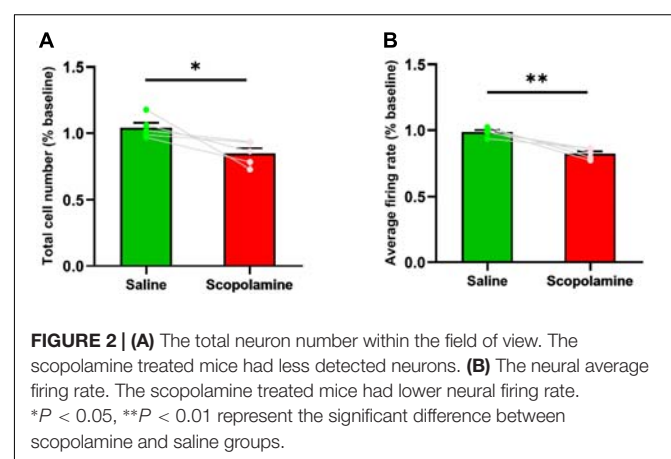 A
B
*
**
Total cell number (% baseline)
1.5
1.0
0.5
0.0
Saline Scopolamine
Average firing rate (% baseline)
1.5
1.0
0.5
0.0
Saline Scopolamine
FIGURE 2 | (A) The total neuron number within the field of view. The
scopolamine treated mice had less detected neurons. (B) The neural average
firing rate. The scopolamine treated mice had lower neural firing rate.
*P < 0.05, **P < 0.01 represent the significant difference between
scopolamine and saline groups.